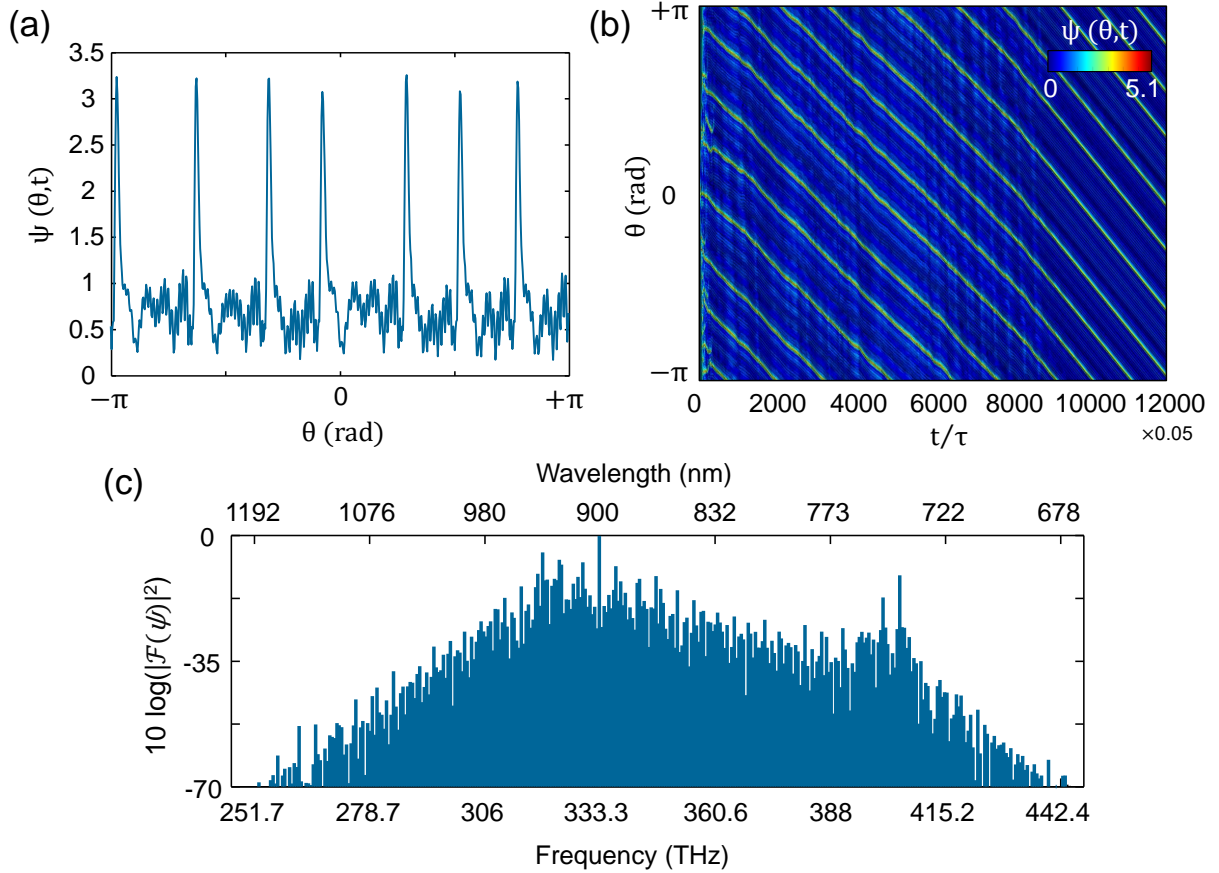 (a)
3.5
3
2.5
2
1.5
1
0.5
0
ψ (θ,t)
−π 0 +π
θ (rad)
(b)
+π
0
−π
θ (rad)
ψ (θ,t)
0 5.1
0 2000 4000 6000 8000 10000 12000
t/τ ×0.05
(c)
Wavelength (nm)
1192 1076 980 900 832 773 722 678
0
-35
-70
10 log(|ℱ(ψ)|²)
251.7 278.7 306 333.3 360.6 388 415.2 442.4
Frequency (THz)